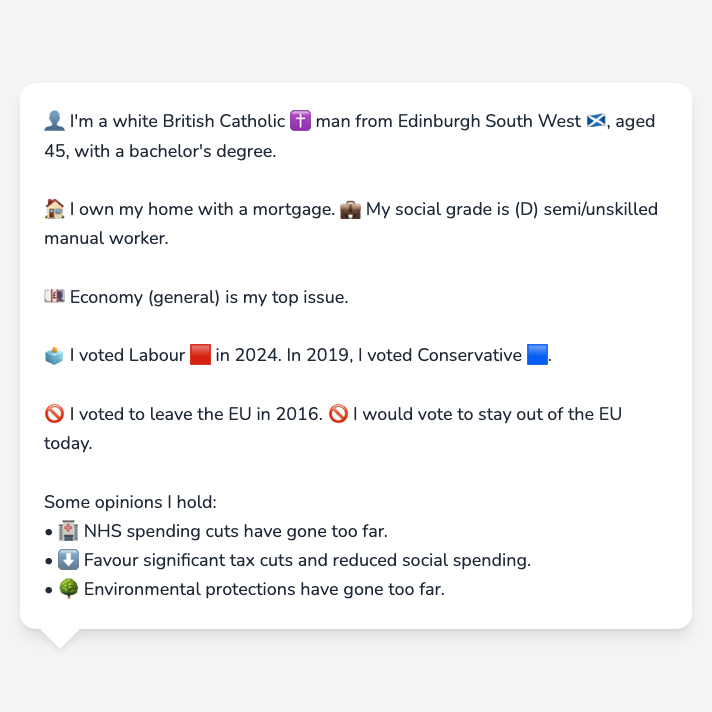 👤 I'm a white British Catholic ✝️ man from Edinburgh South West 🏴󠁧󠁢󠁳󠁣󠁴󠁿, aged
45, with a bachelor's degree.
🏠 I own my home with a mortgage. 💼 My social grade is (D) semi/unskilled
manual worker.
💷 Economy (general) is my top issue.
🗳️ I voted Labour 🟥 in 2024. In 2019, I voted Conservative 🟦.
🚫 I voted to leave the EU in 2016. 🚫 I would vote to stay out of the EU
today.
Some opinions I hold:
• 🏥 NHS spending cuts have gone too far.
• ⬇️ Favour significant tax cuts and reduced social spending.
• 🌳 Environmental protections have gone too far.